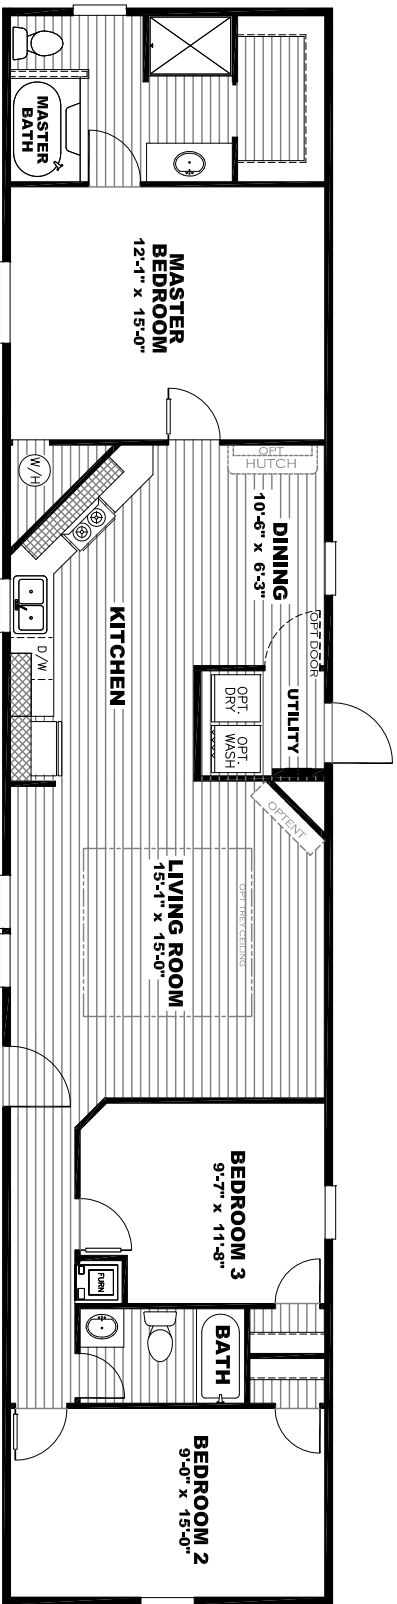 MASTER
BATH
MASTER
BEDROOM
12'-1" x 15'-0"
W/H
OPT
HUTCH
DINING
10'-6" x 6'-3"
KITCHEN
D/W
OPT DOOR
OPT.
DRY
OPT.
WASH
UTILITY
OPT ENT
LIVING ROOM
15'-1" x 15'-0"
OPT TREY CEILING
BEDROOM 3
9'-7" x 11'-8"
FURN
BATH
BEDROOM 2
9'-0" x 15'-0"